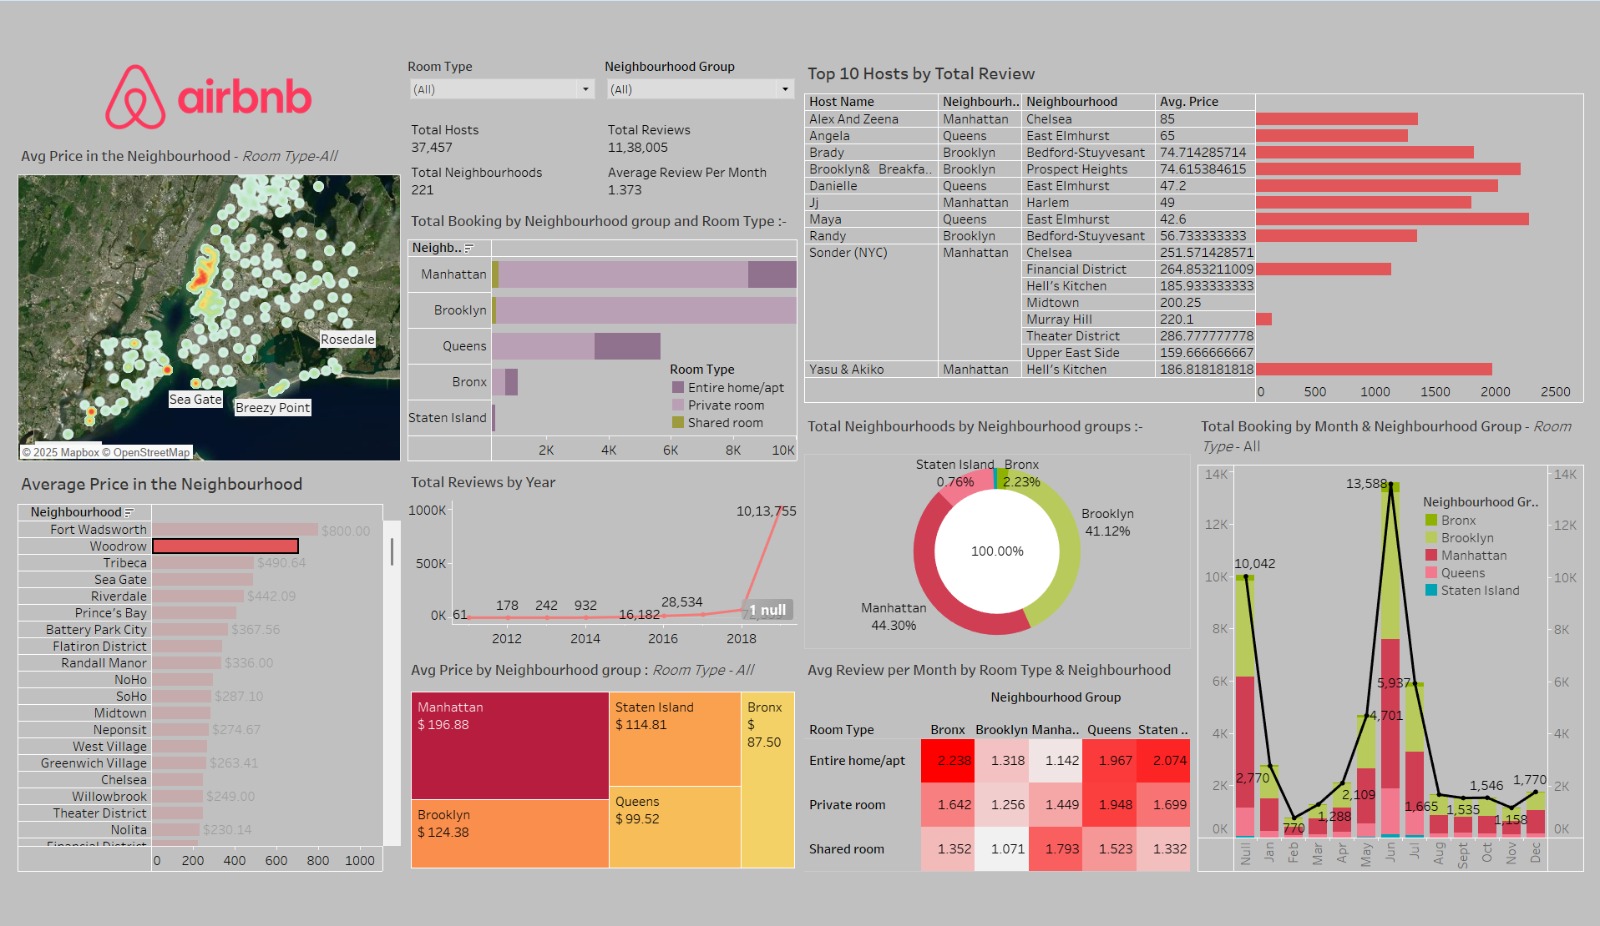 airbnb
Avg Price in the Neighbourhood - Room Type-All
Rosedale
Sea Gate
Breezy Point
© 2025 Mapbox © OpenStreetMap
Average Price in the Neighbourhood
Neighbourhood
Fort Wadsworth $800.00
Woodrow
Tribeca $490.64
Sea Gate
Riverdale $442.09
Prince's Bay
Battery Park City $367.56
Flatiron District
Randall Manor $336.00
NoHo
SoHo $287.10
Midtown
Neponsit $274.67
West Village
Greenwich Village $263.41
Chelsea
Willowbrook $249.00
Theater District
Nolita $230.14
Financial District
0 200 400 600 800 1000
Room Type
(All)
Neighbourhood Group
(All)
Total Hosts
37,457
Total Reviews
11,38,005
Total Neighbourhoods
221
Average Review Per Month
1.373
Total Booking by Neighbourhood group and Room Type :-
Neighb..
Manhattan
Brooklyn
Queens
Bronx
Staten Island
Room Type
Entire home/apt
Private room
Shared room
2K 4K 6K 8K 10K
Total Reviews by Year
1000K
500K
0K
61
178
242
932
16,182
28,534
10,13,755
1 null
2012 2014 2016 2018
Avg Price by Neighbourhood group : Room Type - All
Manhattan
$ 196.88
Staten Island
$ 114.81
Bronx
$
87.50
Brooklyn
$ 124.38
Queens
$ 99.52
Top 10 Hosts by Total Review
Host Name Neighbourh.. Neighbourhood Avg. Price
Alex And Zeena Manhattan Chelsea 85
Angela Queens East Elmhurst 65
Brady Brooklyn Bedford-Stuyvesant 74.714285714
Brooklyn& Breakfa.. Brooklyn Prospect Heights 74.615384615
Danielle Queens East Elmhurst 47.2
Jj Manhattan Harlem 49
Maya Queens East Elmhurst 42.6
Randy Brooklyn Bedford-Stuyvesant 56.733333333
Sonder (NYC) Manhattan Chelsea 251.571428571
Financial District 264.853211009
Hell's Kitchen 185.933333333
Midtown 200.25
Murray Hill 220.1
Theater District 286.777777778
Upper East Side 159.666666667
Yasu & Akiko Manhattan Hell's Kitchen 186.818181818
0 500 1000 1500 2000 2500
Total Neighbourhoods by Neighbourhood groups :-
Staten Island
0.76%
Bronx
2.23%
Brooklyn
41.12%
100.00%
Manhattan
44.30%
Avg Review per Month by Room Type & Neighbourhood
Neighbourhood Group
Room Type Bronx Brooklyn Manha.. Queens Staten ..
Entire home/apt 2.238 1.318 1.142 1.967 2.074
Private room 1.642 1.256 1.449 1.948 1.699
Shared room 1.352 1.071 1.793 1.523 1.332
Total Booking by Month & Neighbourhood Group - Room
Type - All
14K 14K
12K 12K
10K 10K
8K 8K
6K 6K
4K 4K
2K 2K
0K 0K
13,588
10,042
5,937
4,701
2,770
2,109
1,770
1,665
1,546
1,535
1,288
1,158
770
Neighbourhood Gr..
Bronx
Brooklyn
Manhattan
Queens
Staten Island
Null Jan Feb Mar Apr May Jun Jul Aug Sept Oct Nov Dec